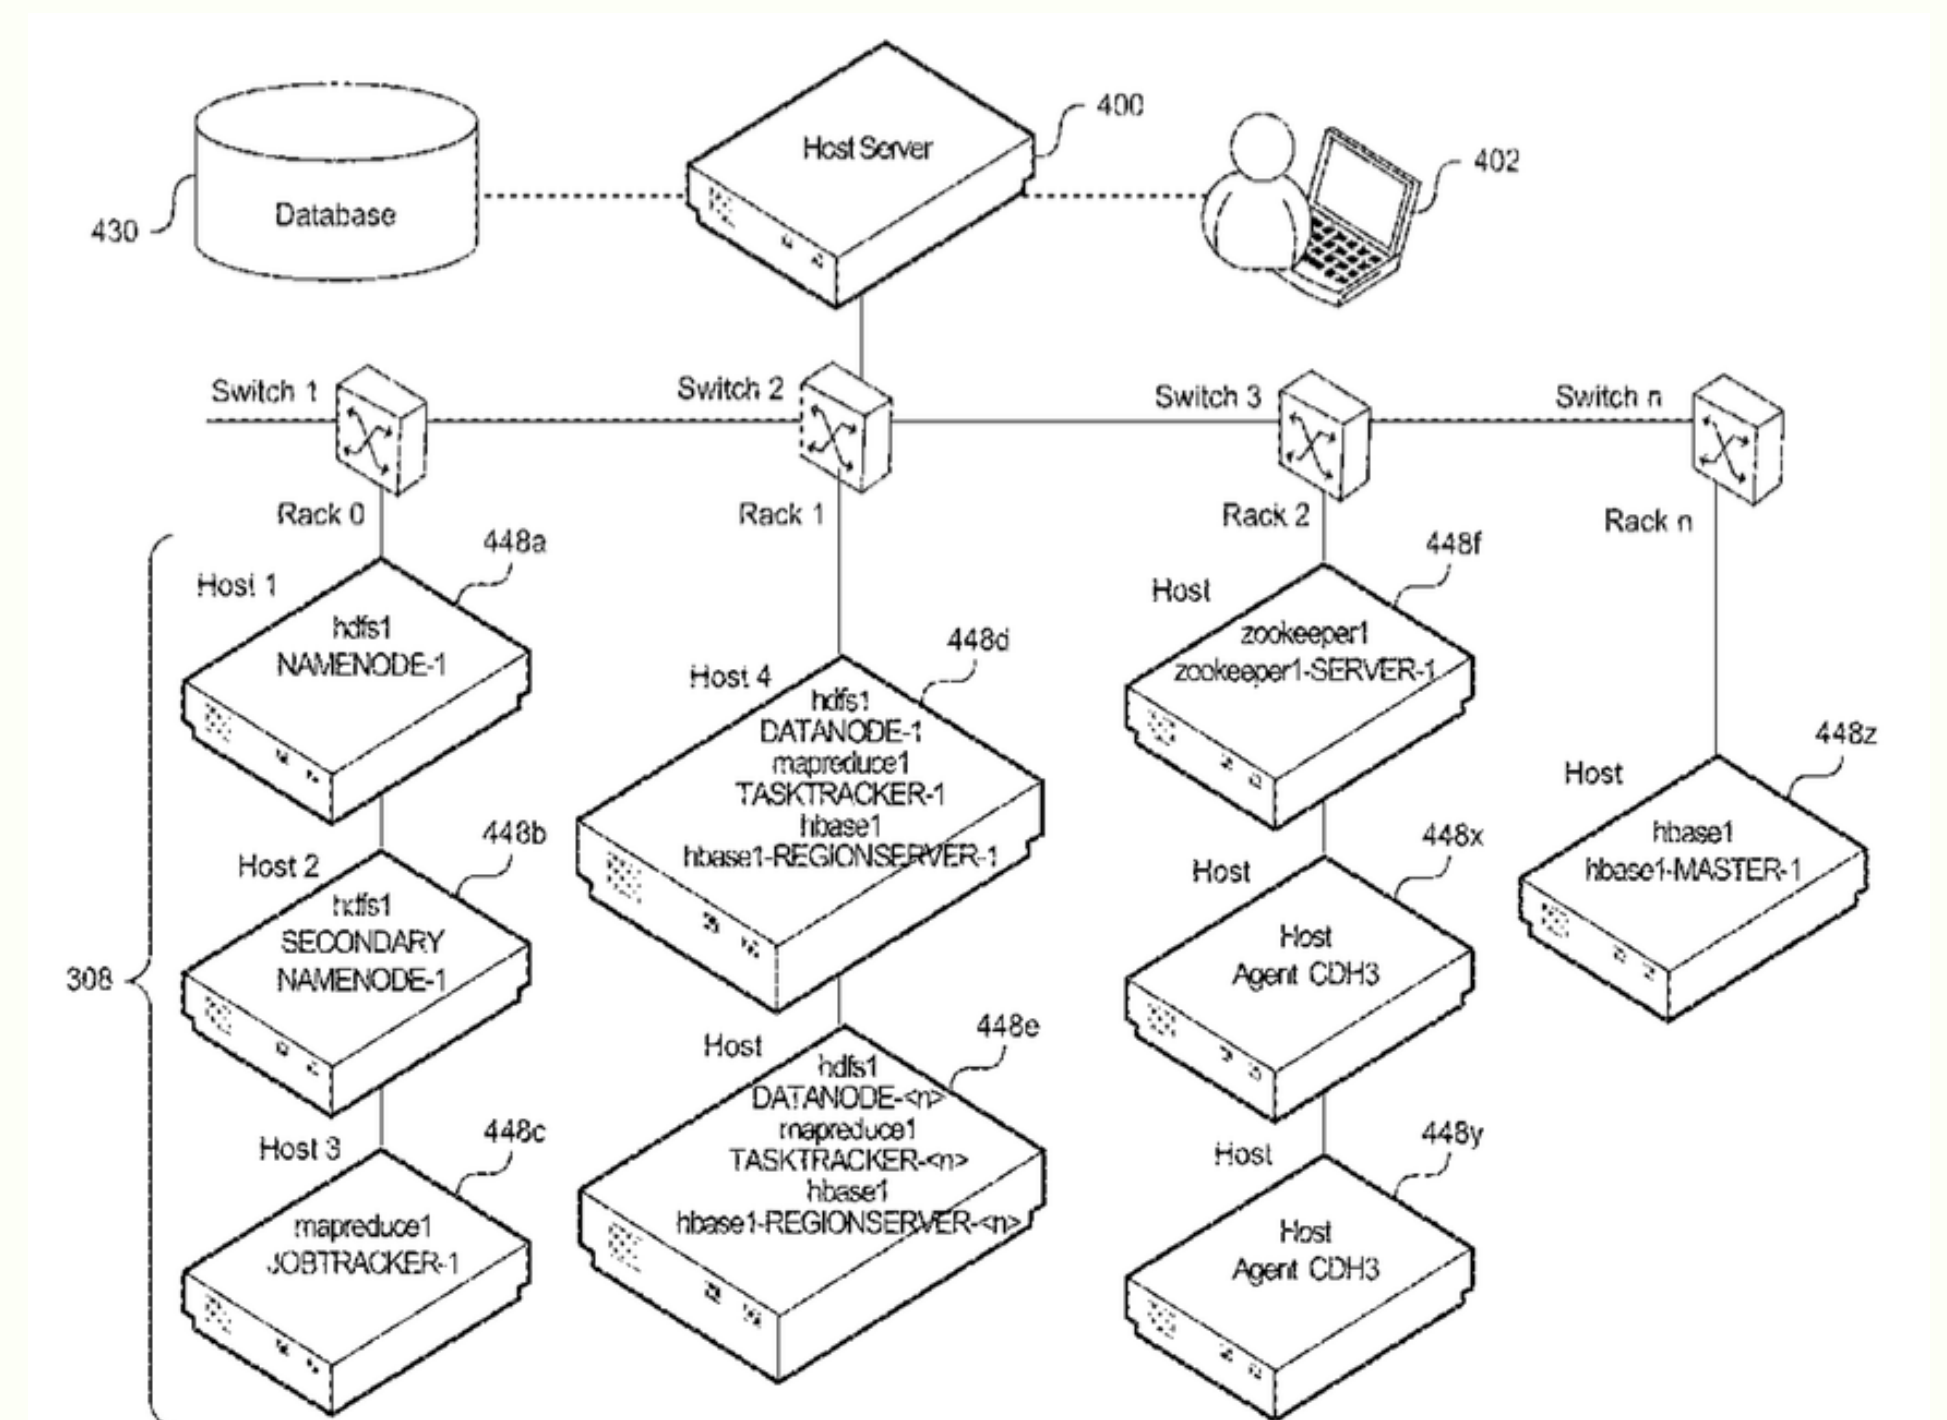 400
Host Server
402
430
Database
Switch 1
Switch 2
Switch 3
Switch n
Rack 0
Rack 1
Rack 2
Rack n
308
Host 1
448a
hdfs1
NAMENODE-1
Host 2
448b
hdfs1
SECONDARY
NAMENODE-1
Host 3
448c
mapreduce1
JOBTRACKER-1
Host 4
448d
hdfs1
DATANODE-1
mapreduce1
TASKTRACKER-1
hbase1
hbase1-REGIONSERVER-1
Host
448e
hdfs1
DATANODE-<n>
mapreduce1
TASKTRACKER-<n>
hbase1
hbase1-REGIONSERVER-<n>
Host
448f
zookeeper1
zookeeper1-SERVER-1
Host
448x
Host
Agent CDH3
Host
448y
Host
Agent CDH3
Host
448z
hbase1
hbase1-MASTER-1